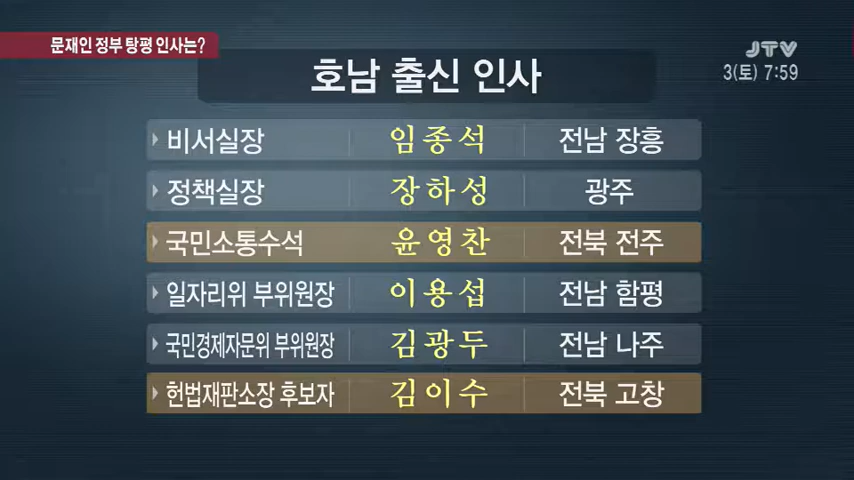 문재인 정부 탕평 인사는?
JTV
3(토) 7:59
호남 출신 인사
비서실장 임종석 전남 장흥
정책실장 장하성 광주
국민소통수석 윤영찬 전북 전주
일자리위 부위원장 이용섭 전남 함평
국민경제자문위 부위원장 김광두 전남 나주
헌법재판소장 후보자 김이수 전북 고창